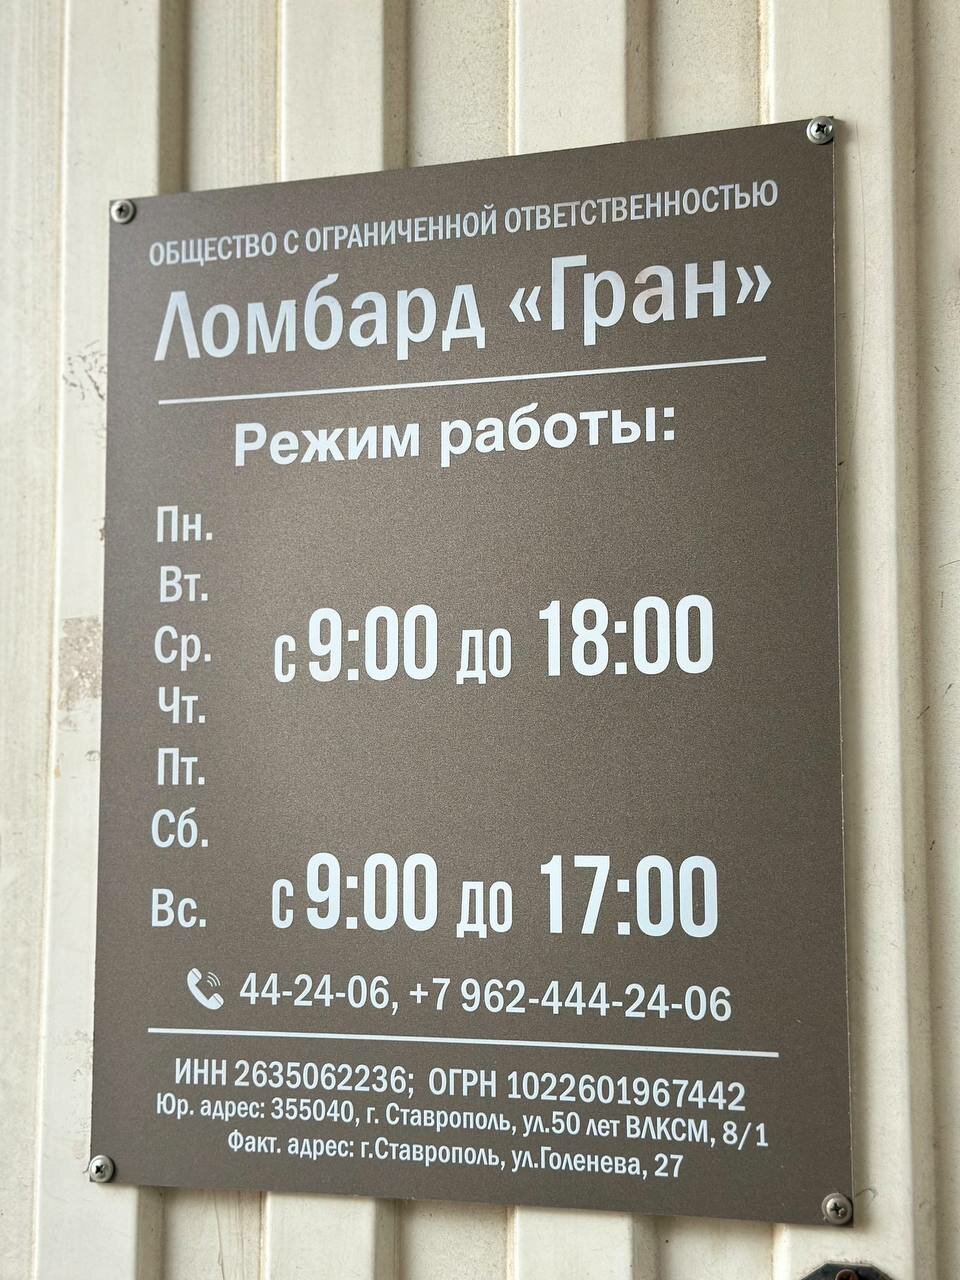 ОБЩЕСТВО С ОГРАНИЧЕННОЙ ОТВЕТСТВЕННОСТЬЮ
Ломбард «Гран»
Режим работы:
Пн.
Вт.
Ср.
с 9:00 до 18:00
Чт.
Пт.
Сб.
Вс. с 9:00 до 17:00
44-24-06, +7 962-444-24-06
ИНН 2635062236; ОГРН 1022601967442
Юр. адрес: 355040, г. Ставрополь, ул.50 лет ВЛКСМ, 8/1
Факт. адрес: г.Ставрополь, ул.Голенева, 27